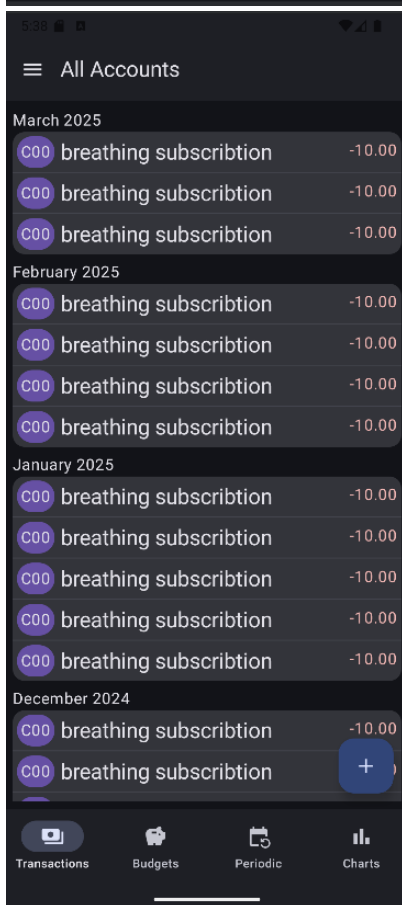 5:38
All Accounts
March 2025
C00 breathing subscribtion -10.00
C00 breathing subscribtion -10.00
C00 breathing subscribtion -10.00
February 2025
C00 breathing subscribtion -10.00
C00 breathing subscribtion -10.00
C00 breathing subscribtion -10.00
C00 breathing subscribtion -10.00
January 2025
C00 breathing subscribtion -10.00
C00 breathing subscribtion -10.00
C00 breathing subscribtion -10.00
C00 breathing subscribtion -10.00
C00 breathing subscribtion -10.00
December 2024
C00 breathing subscribtion -10.00
C00 breathing subscribtion
+
Transactions Budgets Periodic Charts